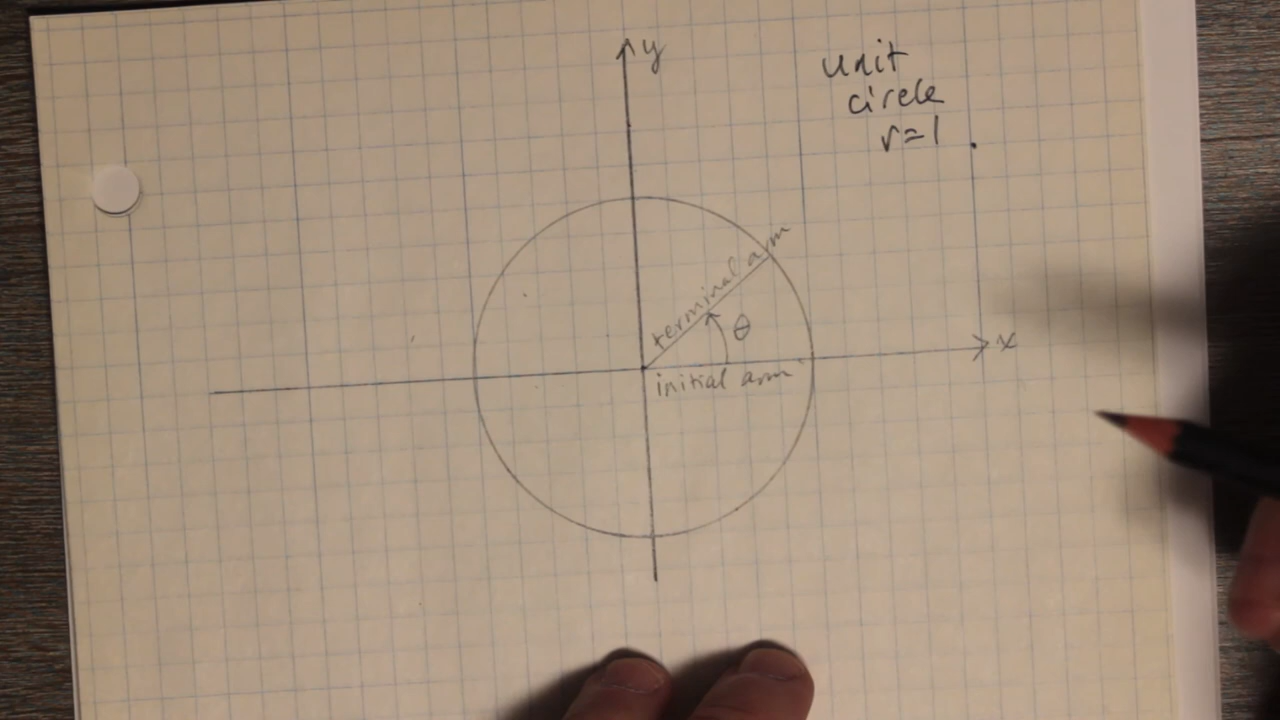 y
unit
circle
r=1
terminal arm
θ
x
initial arm